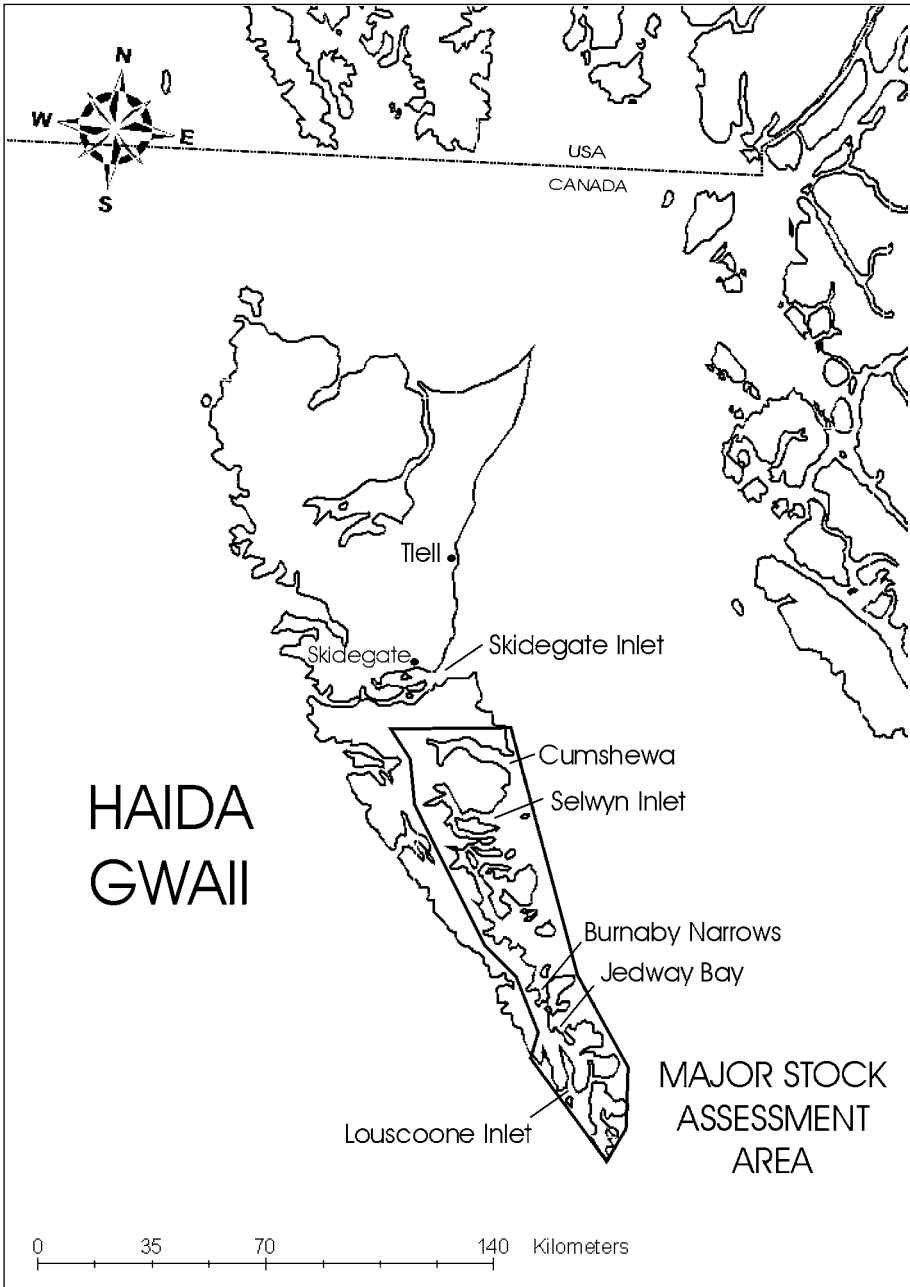 N
W
E
S
USA
CANADA
Tlell
Skidegate
Skidegate Inlet
Cumshewa
Selwyn Inlet
HAIDA
GWAII
Burnaby Narrows
Jedway Bay
MAJOR STOCK
ASSESSMENT
AREA
Louscoone Inlet
0 35 70 140 Kilometers